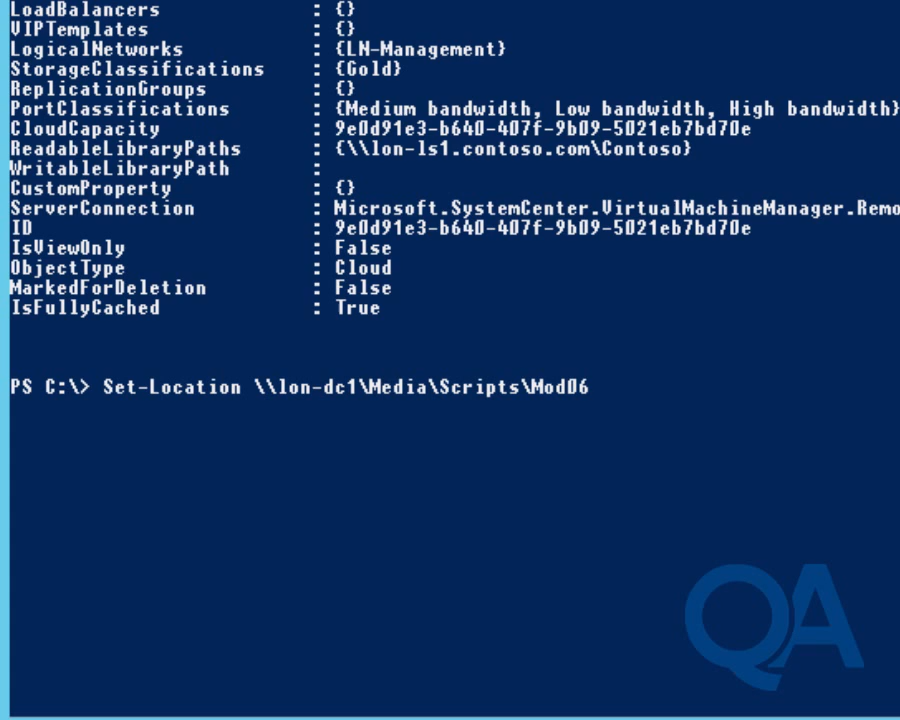 LoadBalancers : {}
VIPTemplates : {}
LogicalNetworks : {LN-Management}
StorageClassifications : {Gold}
ReplicationGroups : {}
PortClassifications : {Medium bandwidth, Low bandwidth, High bandwidth}
CloudCapacity : 9e0d91e3-b640-407f-9b09-5021eb7bd70e
ReadableLibraryPaths : {\\lon-ls1.contoso.com\Contoso}
WritableLibraryPath :
CustomProperty : {}
ServerConnection : Microsoft.SystemCenter.VirtualMachineManager.Remo
ID : 9e0d91e3-b640-407f-9b09-5021eb7bd70e
IsViewOnly : False
ObjectType : Cloud
MarkedForDeletion : False
IsFullyCached : True
PS C:\> Set-Location \\lon-dc1\Media\Scripts\Mod06
QA